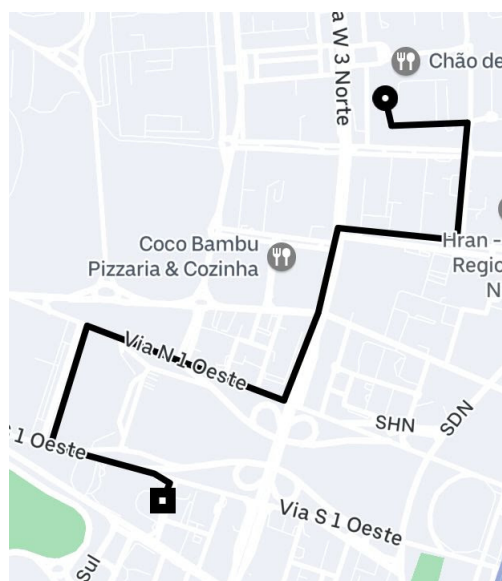 a W 3 Norte
Chão de
Coco Bambu
Pizzaria & Cozinha
Hran -
Regio
N
Via N 1 Oeste
SHN
SDN
S 1 Oeste
Via S 1 Oeste
Sul